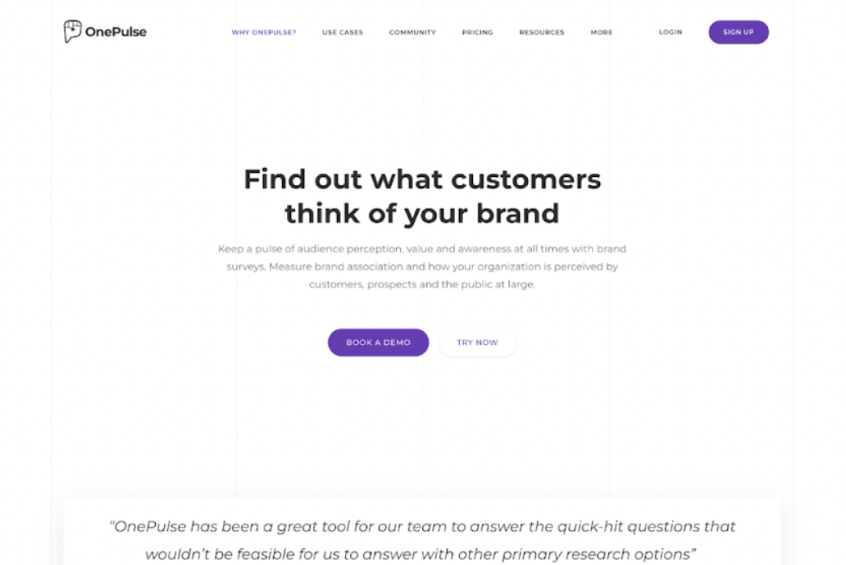 OnePulse
WHY ONEPULSE? USE CASES COMMUNITY PRICING RESOURCES MORE LOGIN SIGN UP
Find out what customers
think of your brand
Keep a pulse of audience perception, value and awareness at all times with brand
surveys. Measure brand association and how your organization is perceived by
customers, prospects and the public at large.
BOOK A DEMO TRY NOW
“OnePulse has been a great tool for our team to answer the quick-hit questions that
wouldn’t be feasible for us to answer with other primary research options”